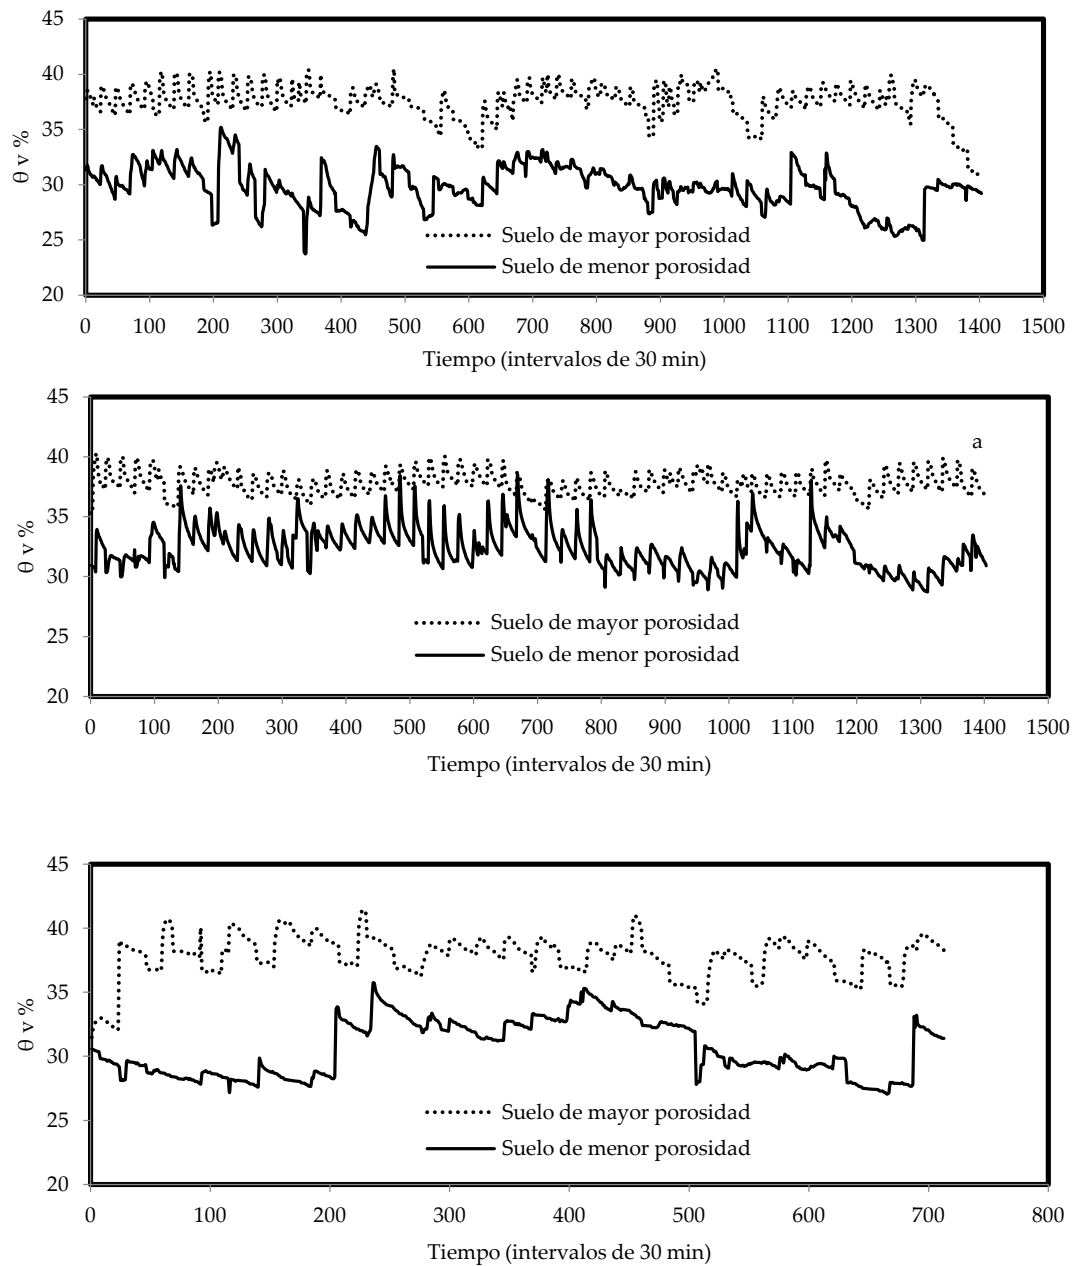 45
40
35
30
25
20
θ v %
Suelo de mayor porosidad
Suelo de menor porosidad
0 100 200 300 400 500 600 700 800 900 1000 1100 1200 1300 1400 1500
Tiempo (intervalos de 30 min)
45
40
35
30
25
20
θ v %
a
Suelo de mayor porosidad
Suelo de menor porosidad
0 100 200 300 400 500 600 700 800 900 1000 1100 1200 1300 1400 1500
Tiempo (intervalos de 30 min)
45
40
35
30
25
20
θ v %
Suelo de mayor porosidad
Suelo de menor porosidad
0 100 200 300 400 500 600 700 800
Tiempo (intervalos de 30 min)